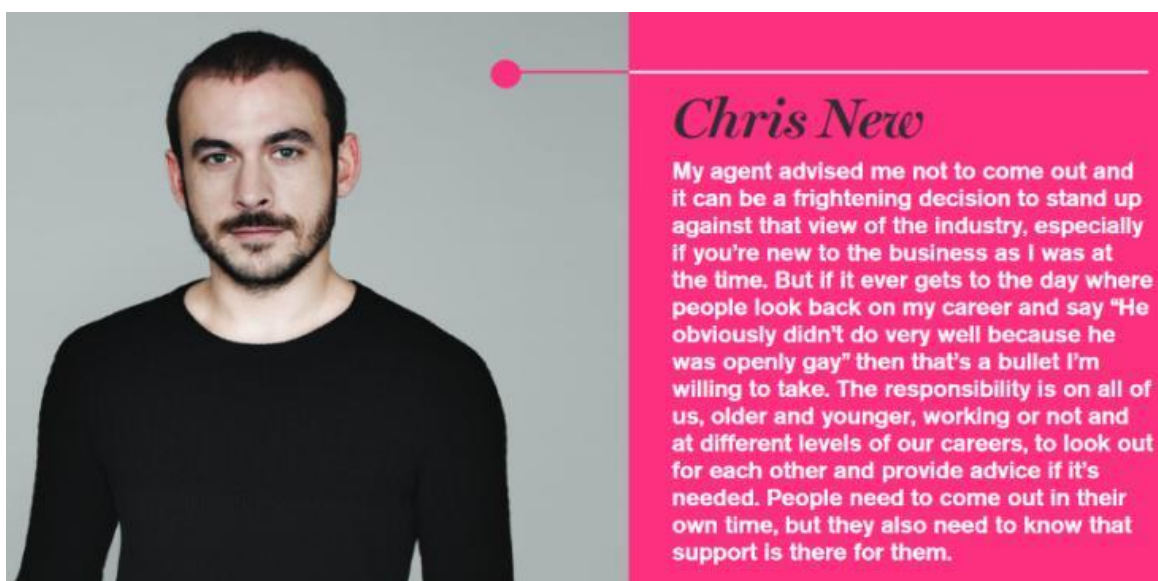 Chris New
My agent advised me not to come out and
it can be a frightening decision to stand up
against that view of the industry, especially
if you're new to the business as I was at
the time. But if it ever gets to the day where
people look back on my career and say “He
obviously didn't do very well because he
was openly gay” then that's a bullet I'm
willing to take. The responsibility is on all of
us, older and younger, working or not and
at different levels of our careers, to look out
for each other and provide advice if it's
needed. People need to come out in their
own time, but they also need to know that
support is there for them.